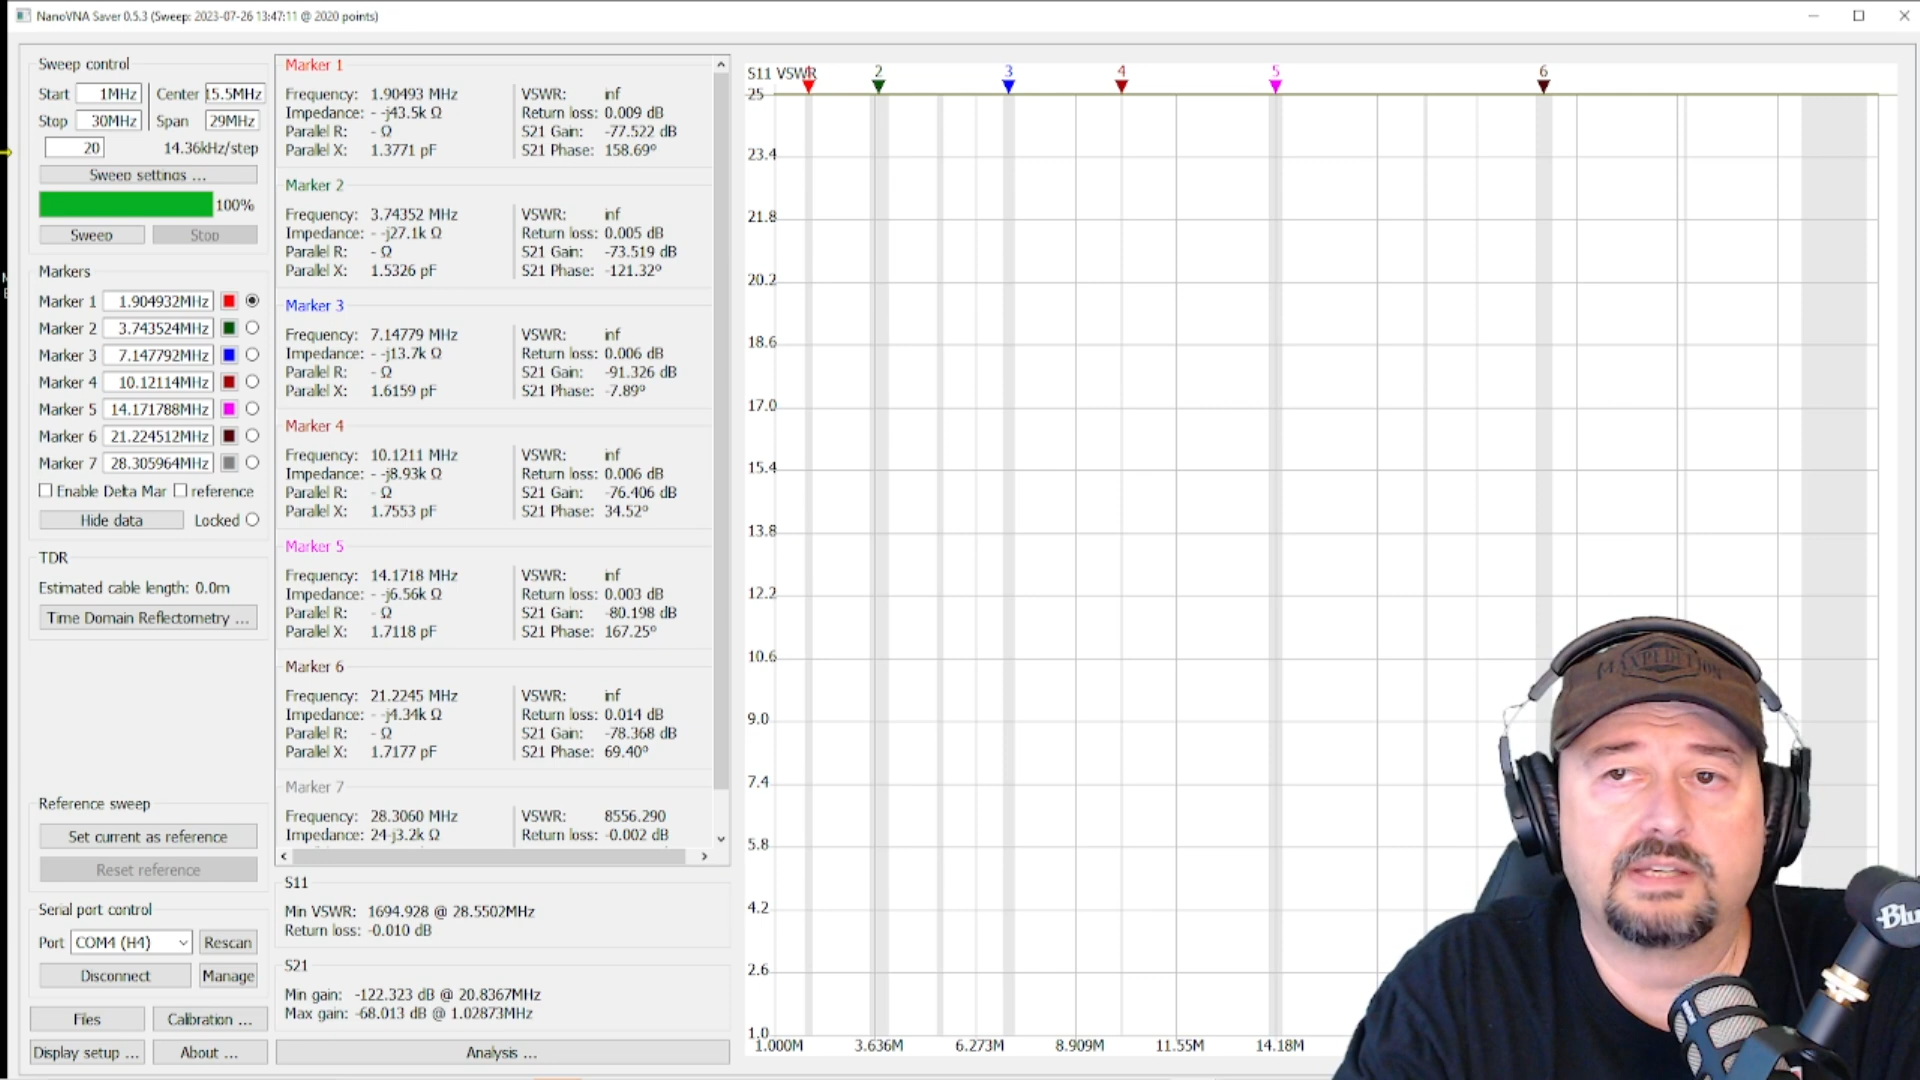 NanoVNA Saver 0.5.3 (Sweep: 2023-07-26 13:47:11 @ 2020 points)
Sweep control
Start 1MHz Center 15.5MHz
Stop 30MHz Span 29MHz
20 14.36kHz/step
Sweep settings ...
100%
Sweep Stop
Markers
Marker 1 1.904932MHz
Marker 2 3.743524MHz
Marker 3 7.147792MHz
Marker 4 10.12114MHz
Marker 5 14.171788MHz
Marker 6 21.224512MHz
Marker 7 28.305964MHz
Enable Delta Mar reference
Hide data Locked
TDR
Estimated cable length: 0.0m
Time Domain Reflectometry ...
Reference sweep
Set current as reference
Reset reference
Serial port control
Port COM4 (H4) Rescan
Disconnect Manage
Files Calibration ...
Display setup ... About ...
Marker 1
Frequency: 1.90493 MHz VSWR: inf
Impedance: - -j43.5k Ω Return loss: 0.009 dB
Parallel R: - Ω S21 Gain: -77.522 dB
Parallel X: 1.3771 pF S21 Phase: 158.69°
Marker 2
Frequency: 3.74352 MHz VSWR: inf
Impedance: - -j27.1k Ω Return loss: 0.005 dB
Parallel R: - Ω S21 Gain: -73.519 dB
Parallel X: 1.5326 pF S21 Phase: -121.32°
Marker 3
Frequency: 7.14779 MHz VSWR: inf
Impedance: - -j13.7k Ω Return loss: 0.006 dB
Parallel R: - Ω S21 Gain: -91.326 dB
Parallel X: 1.6159 pF S21 Phase: -7.89°
Marker 4
Frequency: 10.1211 MHz VSWR: inf
Impedance: - -j8.93k Ω Return loss: 0.006 dB
Parallel R: - Ω S21 Gain: -76.406 dB
Parallel X: 1.7553 pF S21 Phase: 34.52°
Marker 5
Frequency: 14.1718 MHz VSWR: inf
Impedance: - -j6.56k Ω Return loss: 0.003 dB
Parallel R: - Ω S21 Gain: -80.198 dB
Parallel X: 1.7118 pF S21 Phase: 167.25°
Marker 6
Frequency: 21.2245 MHz VSWR: inf
Impedance: - -j4.34k Ω Return loss: 0.014 dB
Parallel R: - Ω S21 Gain: -78.368 dB
Parallel X: 1.7177 pF S21 Phase: 69.40°
Marker 7
Frequency: 28.3060 MHz VSWR: 8556.290
Impedance: 24-j3.2k Ω Return loss: -0.002 dB
S11
Min VSWR: 1694.928 @ 28.5502MHz
Return loss: -0.010 dB
S21
Min gain: -122.323 dB @ 20.8367MHz
Max gain: -68.013 dB @ 1.02873MHz
Analysis ...
S11 VSWR
1 2 3 4 5 6
25
23.4
21.8
20.2
18.6
17.0
15.4
13.8
12.2
10.6
9.0
7.4
5.8
4.2
2.6
1.0
1.000M 3.636M 6.273M 8.909M 11.55M 14.18M
MAXPEDITION
Blu